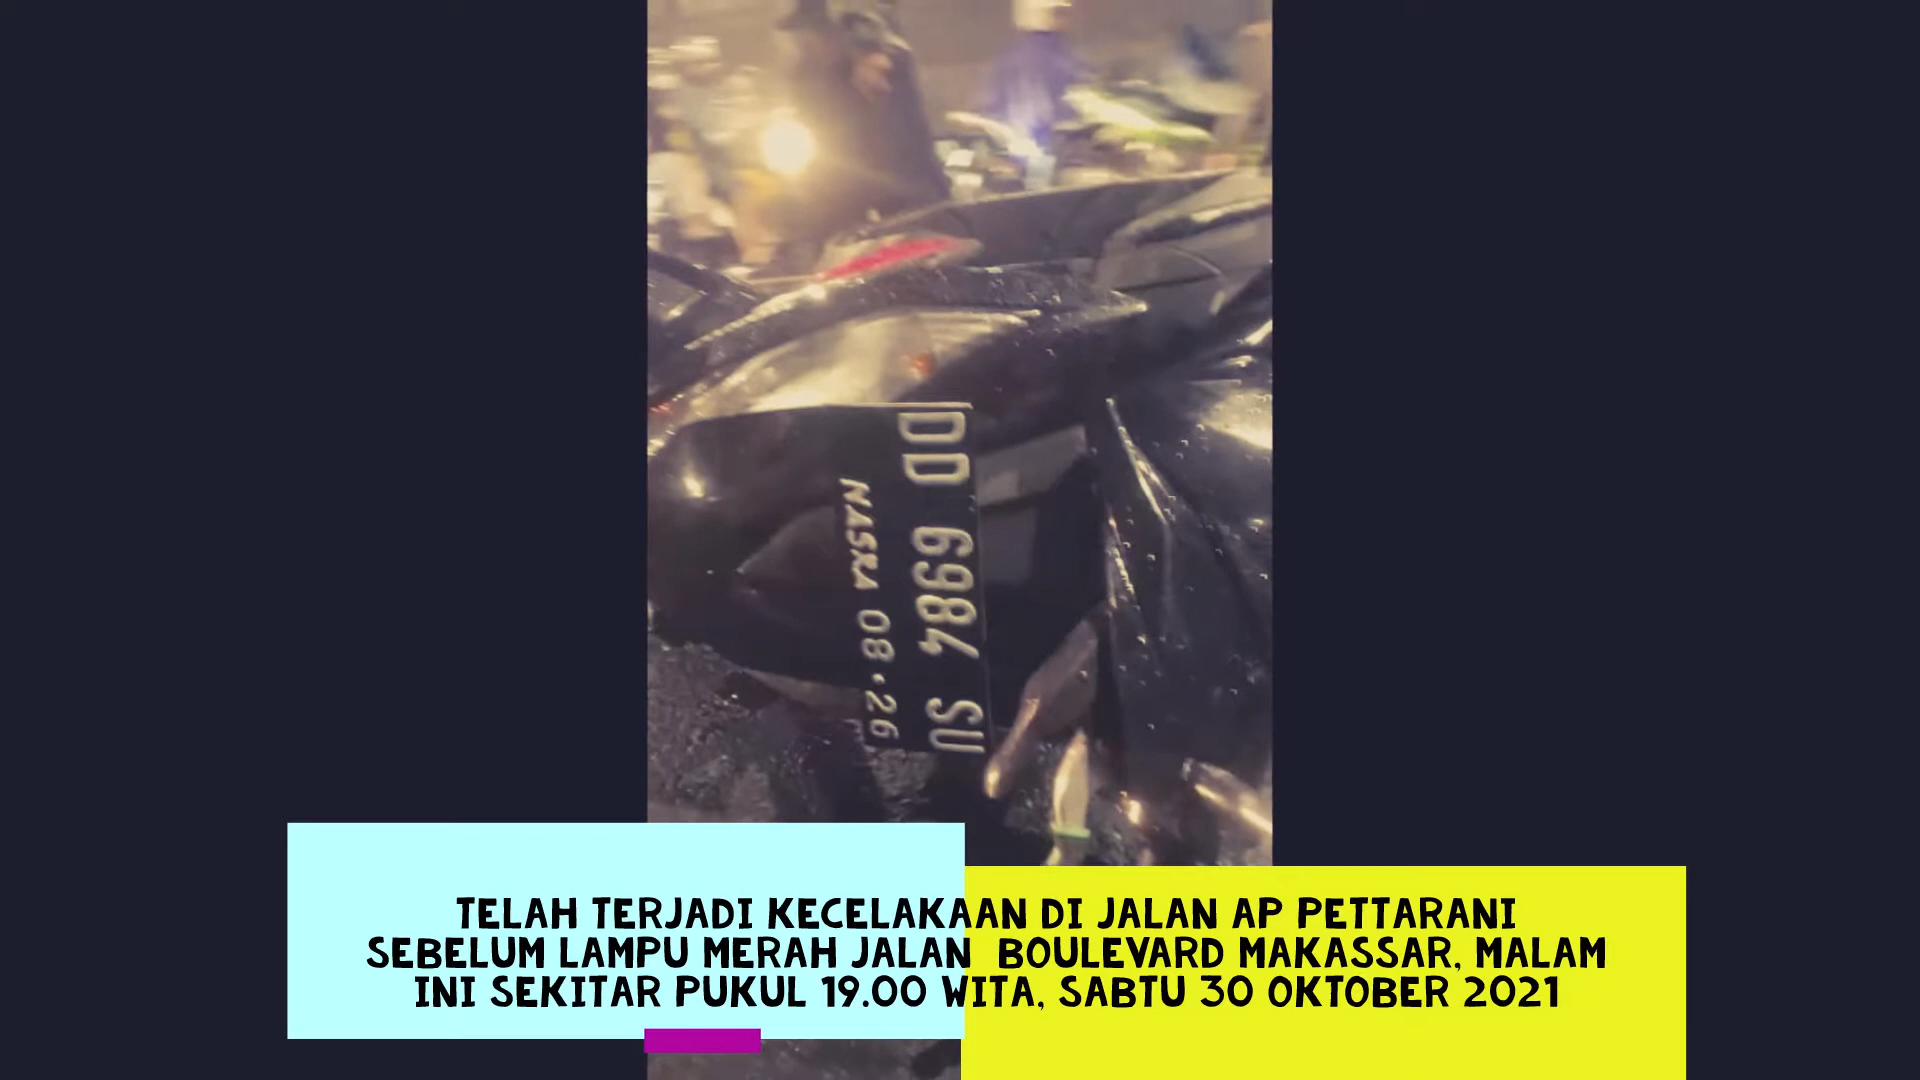 DD 6984 SU
NASRA 08.26
TELAH TERJADI KECELAKAAN DI JALAN AP PETTARANI
SEBELUM LAMPU MERAH JALAN BOULEVARD MAKASSAR, MALAM
INI SEKITAR PUKUL 19.00 WITA, SABTU 30 OKTOBER 2021